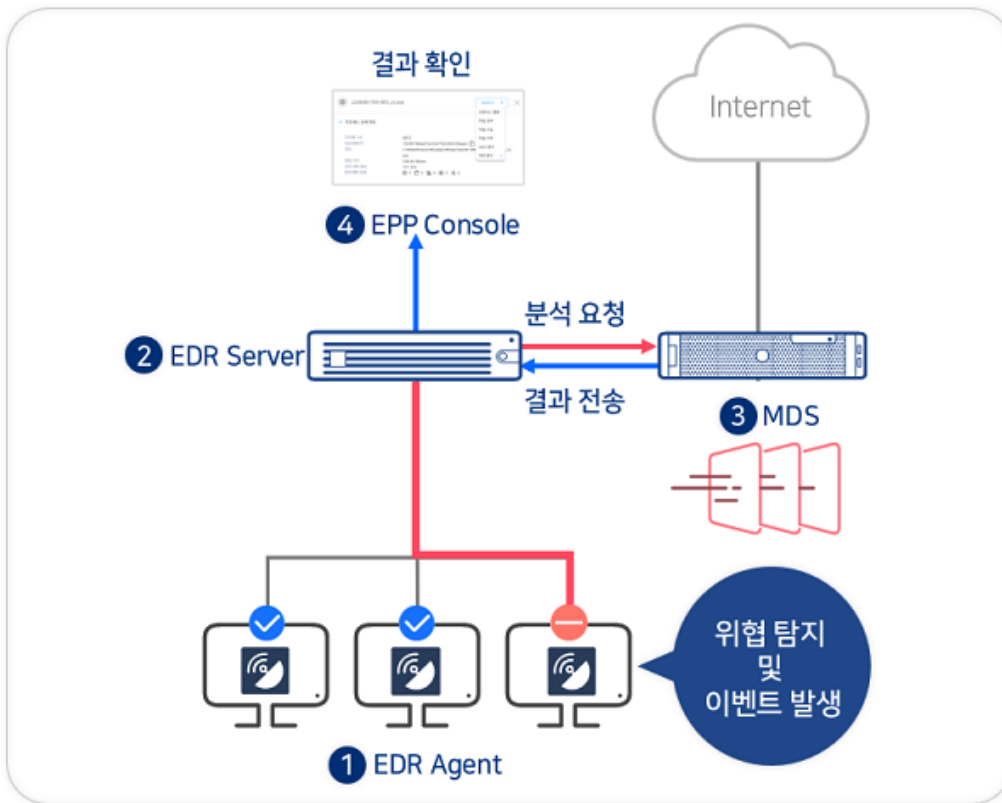 결과 확인
Internet
4 EPP Console
분석 요청
2 EDR Server
결과 전송
3 MDS
위협 탐지
및
이벤트 발생
1 EDR Agent